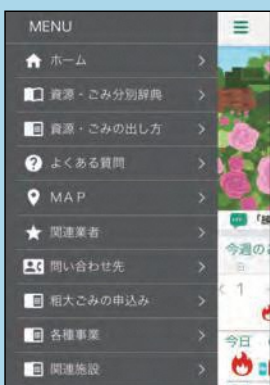 MENU
ホーム
資源・ごみ分別辞典
資源・ごみの出し方
よくある質問
MAP
関連業者
問い合わせ先
粗大ごみの申込み
各種事業
関連施設
今週の
日
1
今日